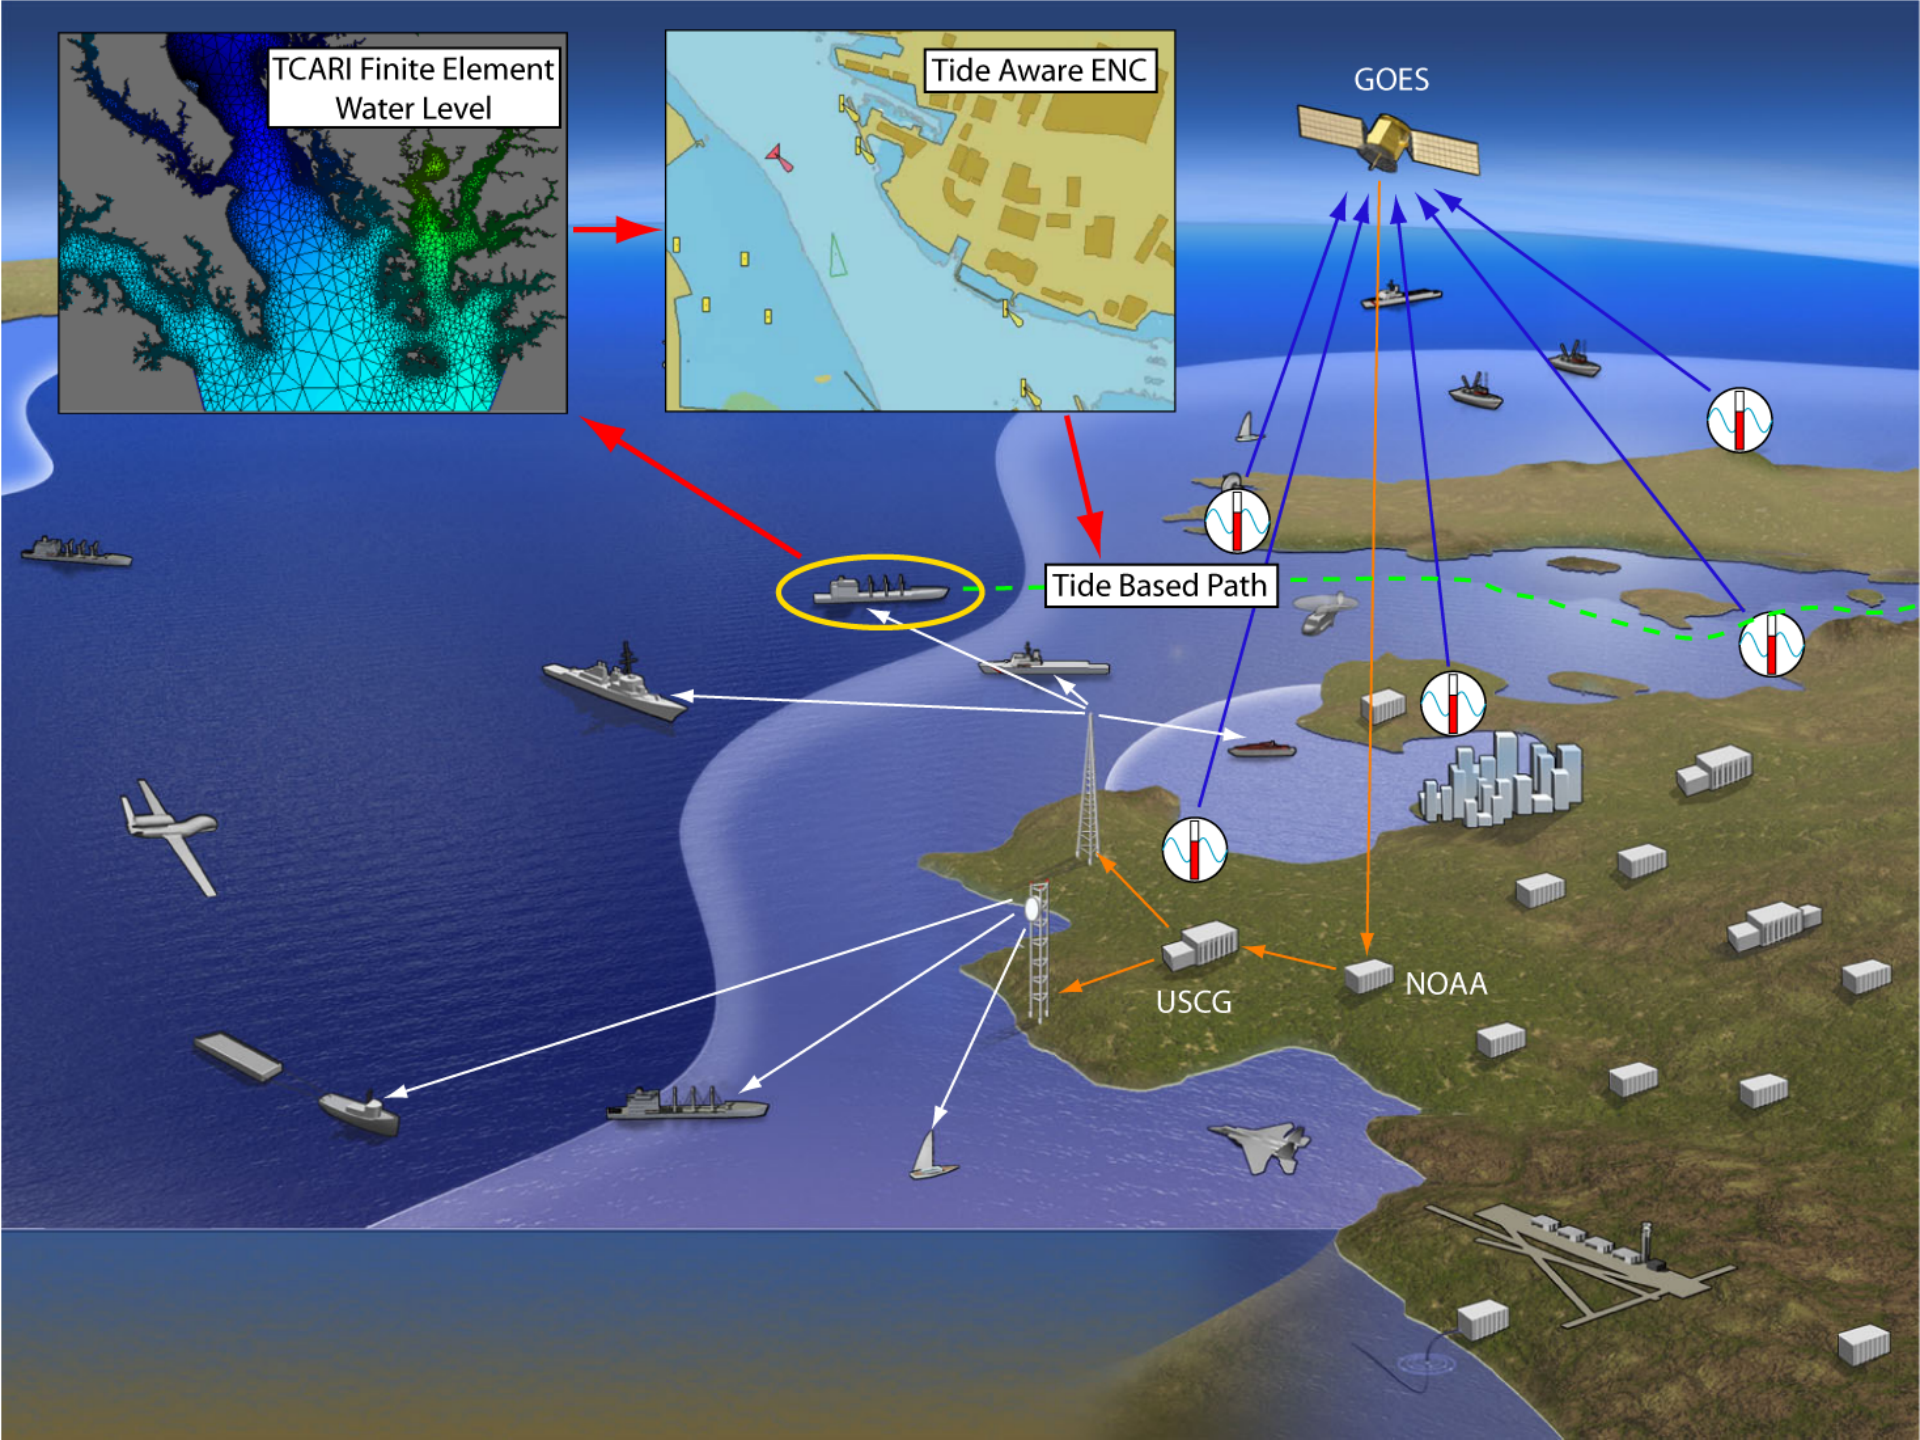 TCARI Finite Element
Water Level
Tide Aware ENC
GOES
Tide Based Path
USCG
NOAA